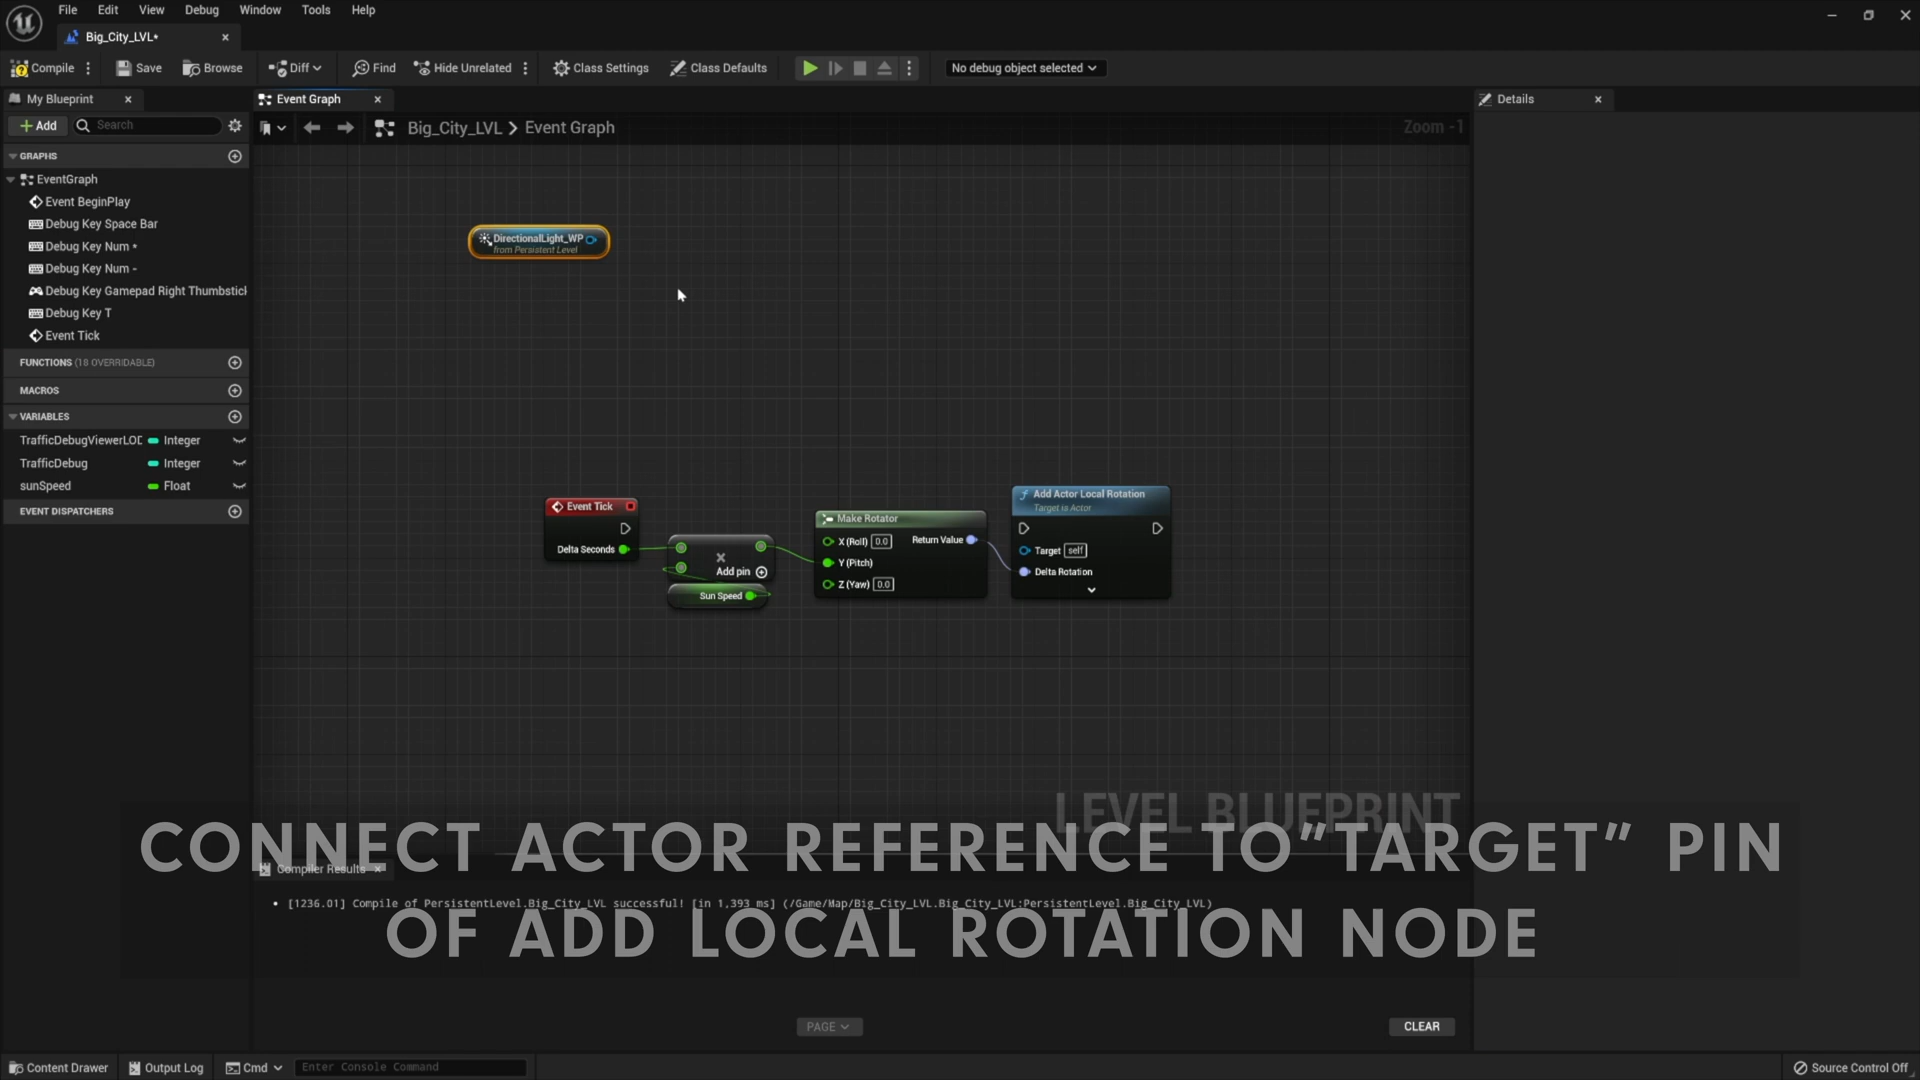 File Edit View Debug Window Tools Help
Big_City_LVL*
Compile Save Browse Diff Find Hide Unrelated Class Settings Class Defaults No debug object selected
My Blueprint Event Graph Details
Add Search Big_City_LVL > Event Graph Zoom -1
GRAPHS
EventGraph
Event BeginPlay
Debug Key Space Bar
Debug Key Num *
Debug Key Num -
Debug Key Gamepad Right Thumbstick
Debug Key T
Event Tick
FUNCTIONS (18 OVERRIDABLE)
MACROS
VARIABLES
TrafficDebugViewerLOD Integer
TrafficDebug Integer
sunSpeed Float
EVENT DISPATCHERS
DirectionalLight_WP
from Persistent Level
Event Tick
Delta Seconds
Add pin
Sun Speed
Make Rotator
X (Roll) 0.0 Return Value
Y (Pitch)
Z (Yaw) 0.0
Add Actor Local Rotation
Target is Actor
Target self
Delta Rotation
LEVEL BLUEPRINT
CONNECT ACTOR REFERENCE TO"TARGET" PIN
Compiler Results
[1236.01] Compile of PersistentLevel.Big_City_LVL successful! [in 1,393 ms] (/Game/Map/Big_City_LVL.Big_City_LVL:PersistentLevel.Big_City_LVL)
OF ADD LOCAL ROTATION NODE
PAGE CLEAR
Content Drawer Output Log Cmd Enter Console Command Source Control Off